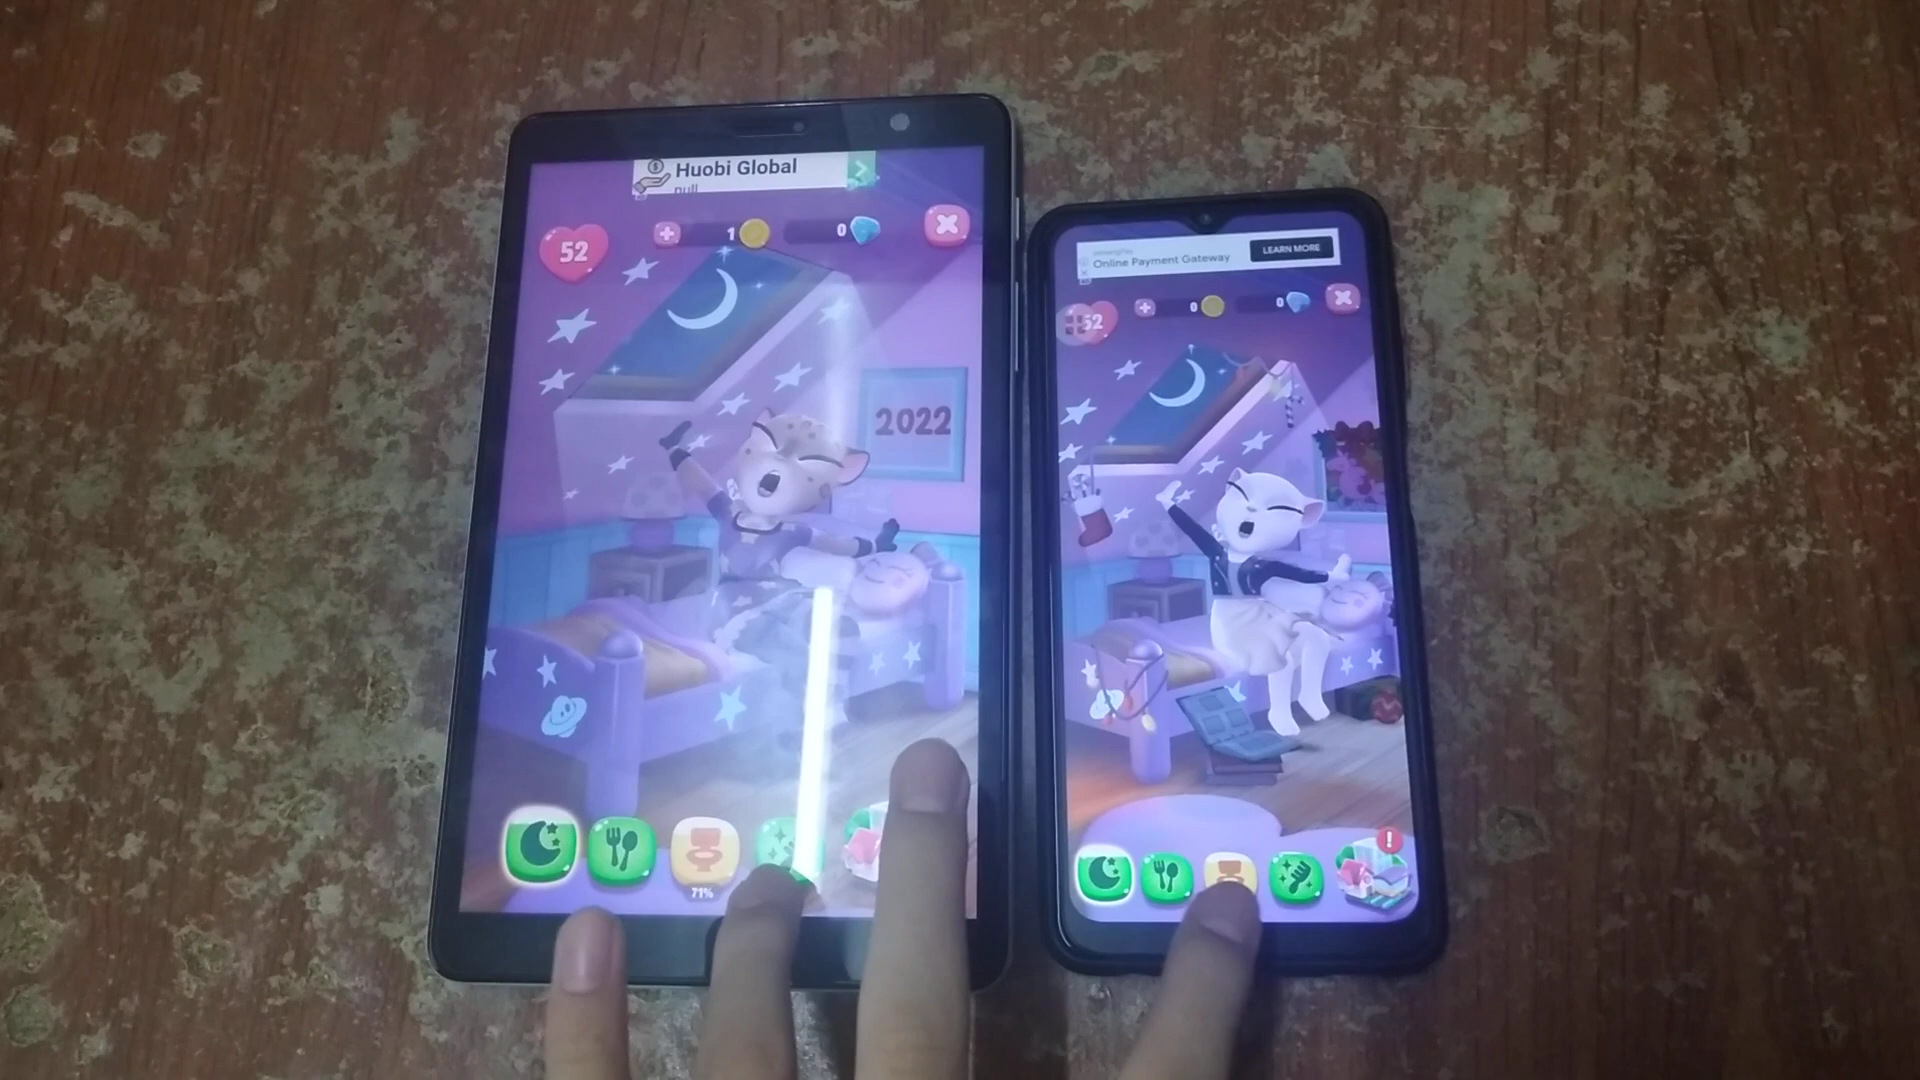 Huobi Global
null
52
1
0
2022
71%
Online Payment Gateway
LEARN MORE
52
0
0
!